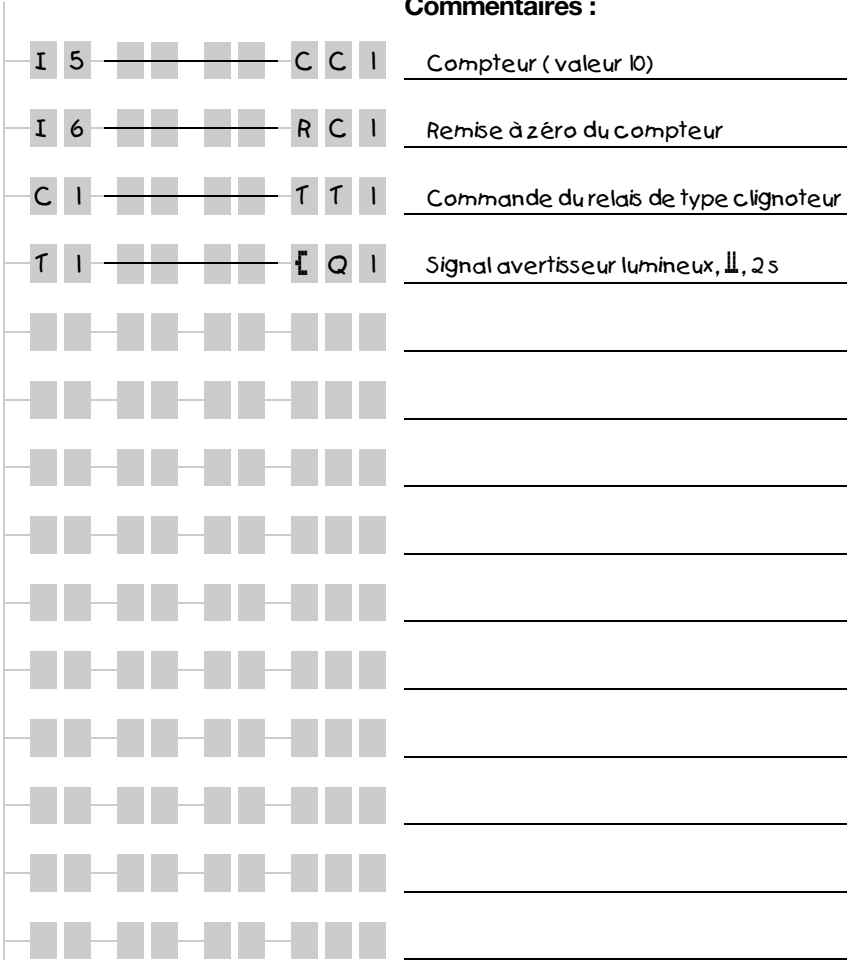 Commentaires :
I 5 C C 1 Compteur ( valeur 10)
I 6 R C 1 Remise à zéro du compteur
C 1 T T 1 Commande du relais de type clignoteur
T 1 [ Q 1 Signal avertisseur lumineux, ⨅, 2 s